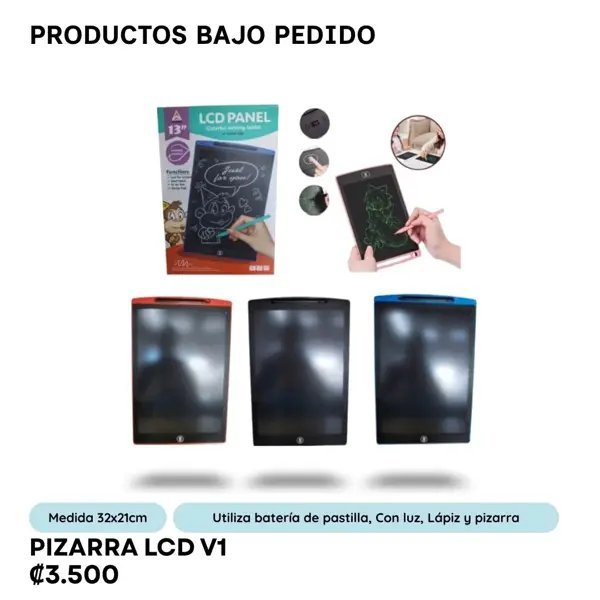 PRODUCTOS BAJO PEDIDO
LCD PANEL
13"
Functions
Just
for you!
Medida 32x21cm
Utiliza batería de pastilla, Con luz, Lápiz y pizarra
PIZARRA LCD V1
₡3.500